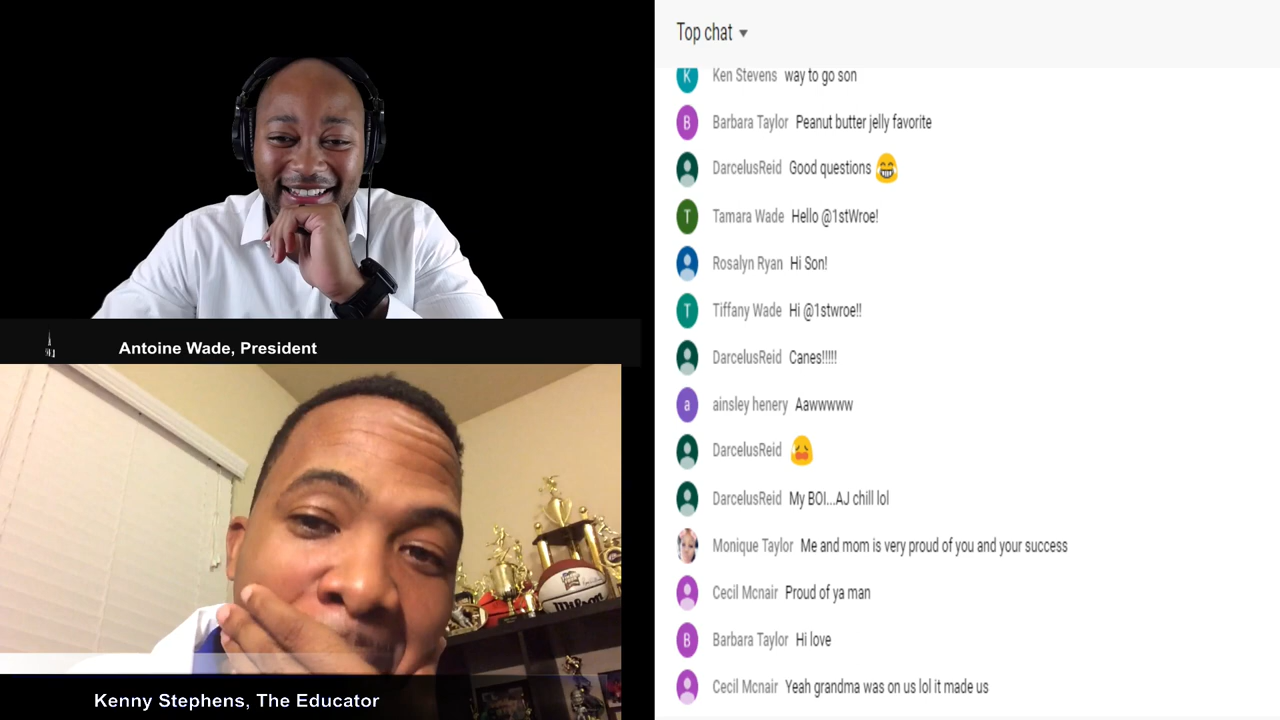 Antoine Wade, President
Wilson
Kenny Stephens, The Educator
Top chat
K
Ken Stevens way to go son
B
Barbara Taylor Peanut butter jelly favorite
DarcelusReid Good questions 😂
T
Tamara Wade Hello @1stWroe!
Rosalyn Ryan Hi Son!
T
Tiffany Wade Hi @1stwroe!!
DarcelusReid Canes!!!!!
a
ainsley henery Aawwwww
DarcelusReid
DarcelusReid My BOI...AJ chill lol
Monique Taylor Me and mom is very proud of you and your success
Cecil Mcnair Proud of ya man
B
Barbara Taylor Hi love
Cecil Mcnair Yeah grandma was on us lol it made us